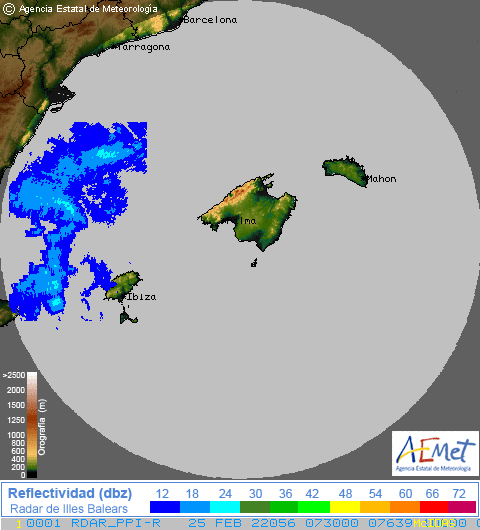 © Agencia Estatal de Meteorología
Barcelona
Tarragona
Mahon
lma
Ibiza
>2500
2000
1500
1000
800
600
400
200
0
Orografía (m)
AEMet
Agencia Estatal de Meteorología
Reflectividad (dbz)
Radar de Illes Balears
12 18 24 30 36 42 48 54 60 66 72
1 0001 RDAR_PPI-R 25 FEB 22056 073000 07639